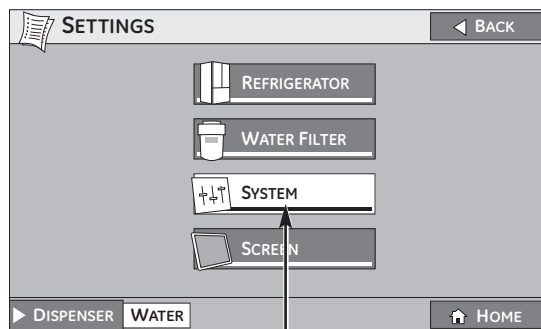 SETTINGS
BACK
REFRIGERATOR
WATER FILTER
SYSTEM
SCREEN
DISPENSER WATER
HOME